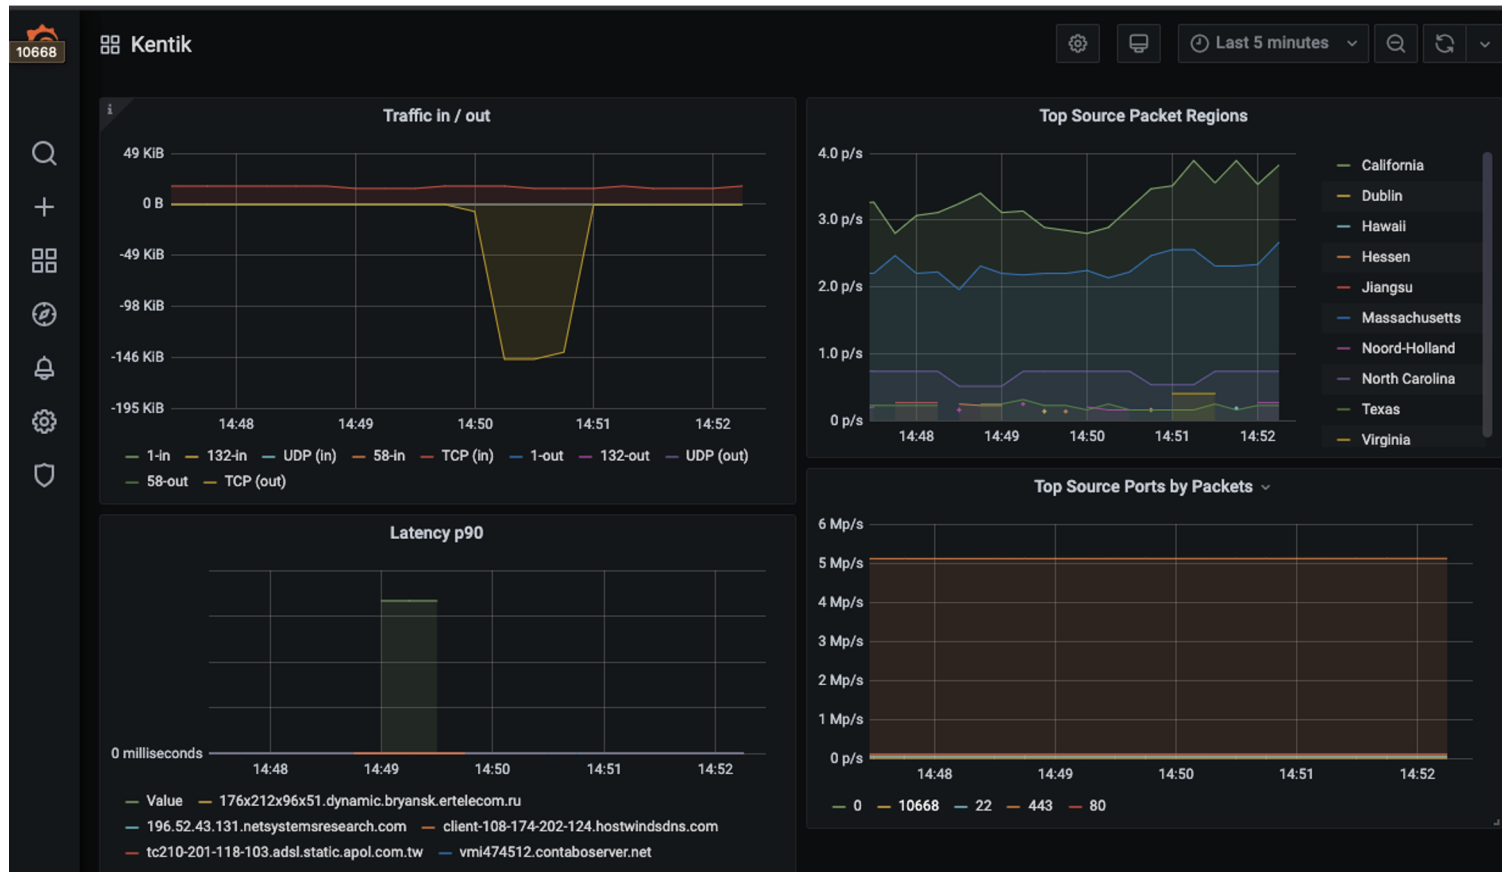 10668
Kentik
Last 5 minutes
i
Traffic in / out
49 KiB
0 B
-49 KiB
-98 KiB
-146 KiB
-195 KiB
14:48 14:49 14:50 14:51 14:52
1-in 132-in UDP (in) 58-in TCP (in) 1-out 132-out UDP (out)
58-out TCP (out)
Top Source Packet Regions
4.0 p/s
3.0 p/s
2.0 p/s
1.0 p/s
0 p/s
14:48 14:49 14:50 14:51 14:52
California
Dublin
Hawaii
Hessen
Jiangsu
Massachusetts
Noord-Holland
North Carolina
Texas
Virginia
Latency p90
0 milliseconds
14:48 14:49 14:50 14:51 14:52
Value 176x212x96x51.dynamic.bryansk.ertelecom.ru
196.52.43.131.netsystemsresearch.com client-108-174-202-124.hostwindsdns.com
tc210-201-118-103.adsl.static.apol.com.tw vmi474512.contaboserver.net
Top Source Ports by Packets
6 Mp/s
5 Mp/s
4 Mp/s
3 Mp/s
2 Mp/s
1 Mp/s
0 p/s
14:48 14:49 14:50 14:51 14:52
0 10668 22 443 80